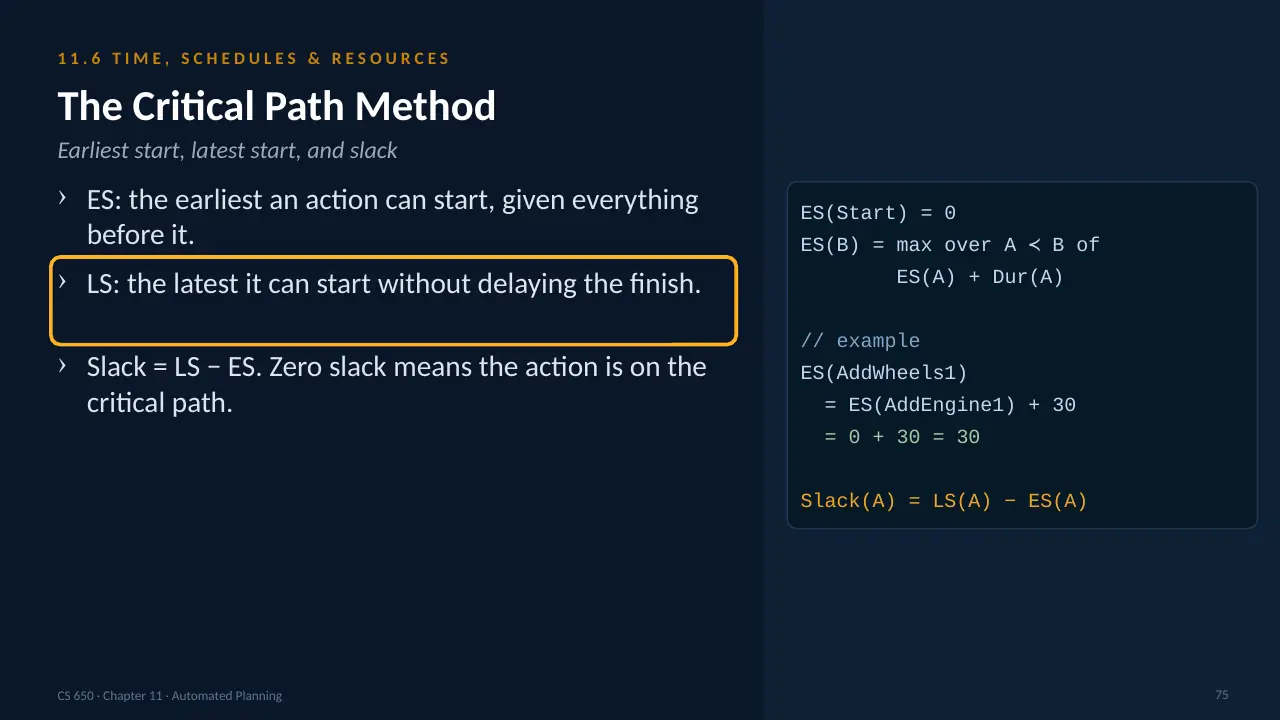 11.6 TIME, SCHEDULES & RESOURCES
The Critical Path Method
Earliest start, latest start, and slack
› ES: the earliest an action can start, given everything
before it.
› LS: the latest it can start without delaying the finish.
› Slack = LS − ES. Zero slack means the action is on the
critical path.
ES(Start) = 0
ES(B) = max over A ≺ B of
        ES(A) + Dur(A)
// example
ES(AddWheels1)
  = ES(AddEngine1) + 30
  = 0 + 30 = 30
Slack(A) = LS(A) − ES(A)
CS 650 · Chapter 11 · Automated Planning
75